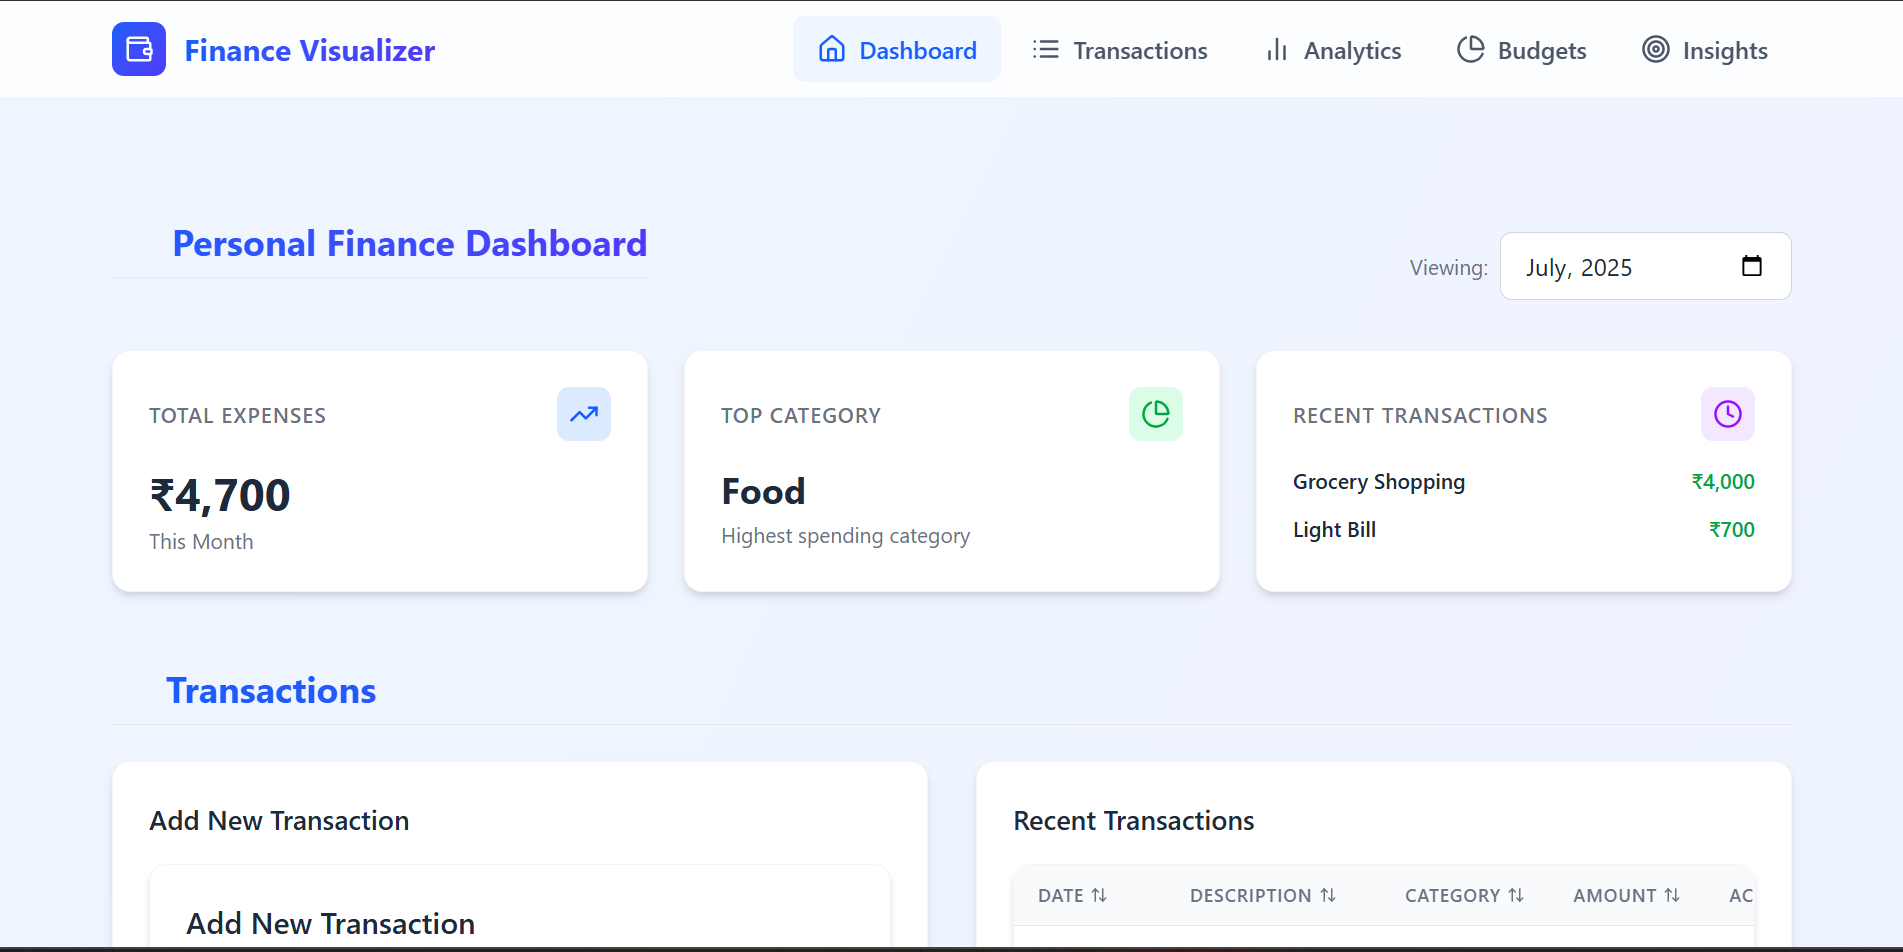 Finance Visualizer
Dashboard
Transactions
Analytics
Budgets
Insights
Personal Finance Dashboard
Viewing:
July, 2025
TOTAL EXPENSES
₹4,700
This Month
TOP CATEGORY
Food
Highest spending category
RECENT TRANSACTIONS
Grocery Shopping ₹4,000
Light Bill ₹700
Transactions
Add New Transaction
Add New Transaction
Recent Transactions
DATE DESCRIPTION CATEGORY AMOUNT AC